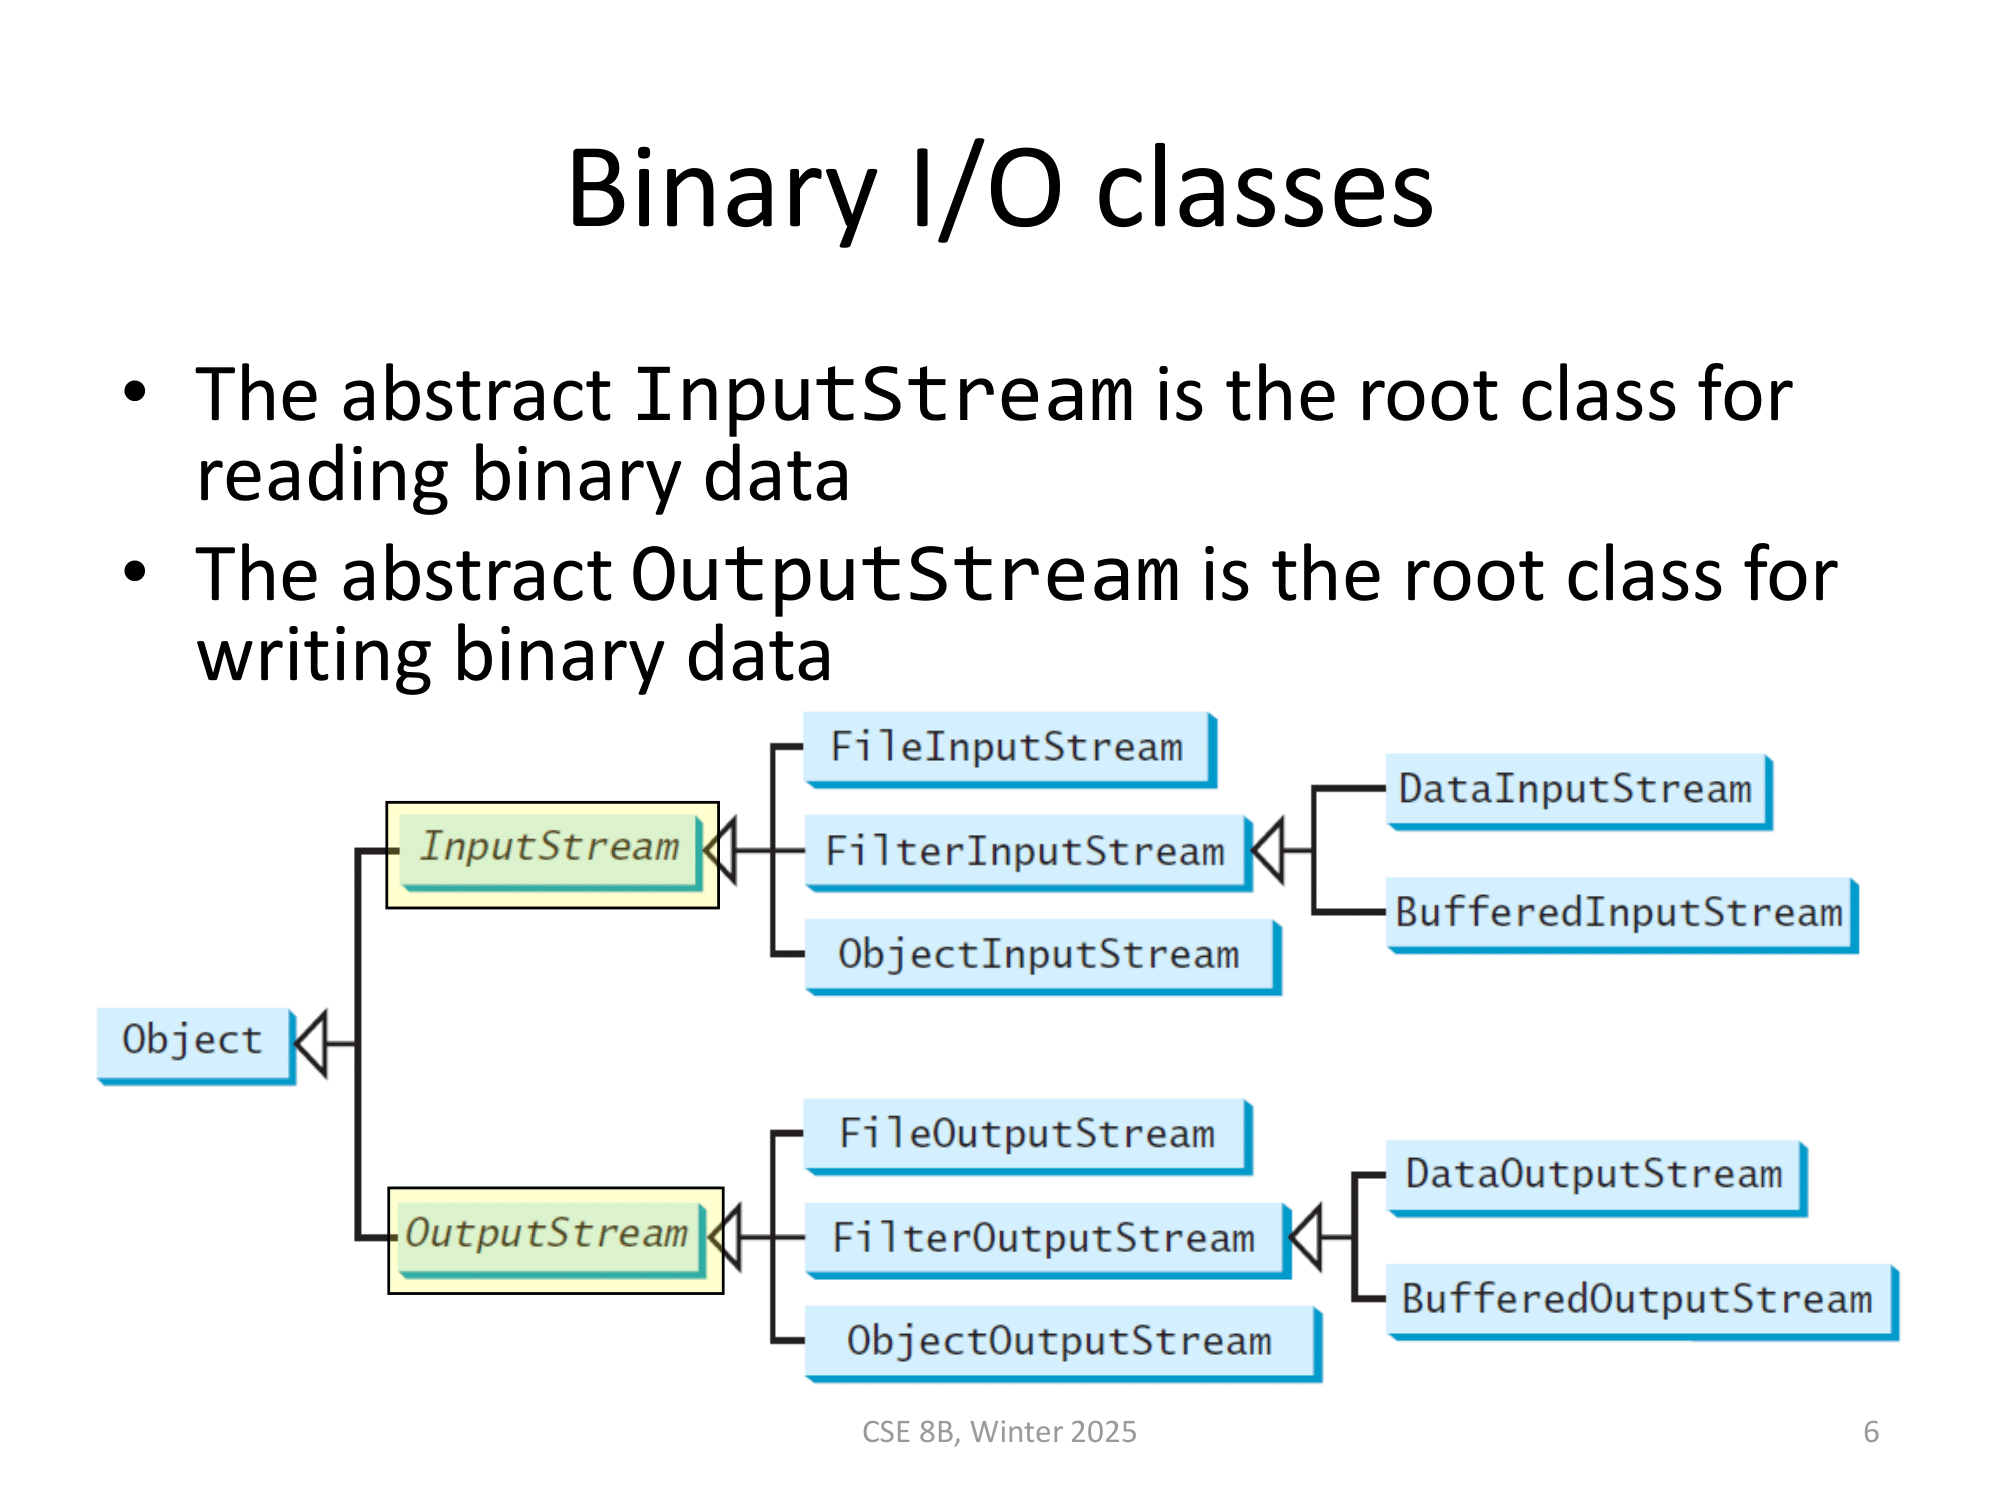 Binary I/O classes
• The abstract InputStream is the root class for
reading binary data
• The abstract OutputStream is the root class for
writing binary data
FileInputStream
DataInputStream
InputStream
FilterInputStream
BufferedInputStream
ObjectInputStream
Object
FileOutputStream
DataOutputStream
OutputStream
FilterOutputStream
BufferedOutputStream
ObjectOutputStream
CSE 8B, Winter 2025
6